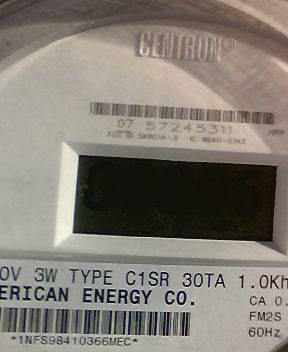 CENTRON®
07 57245311
0V 3W TYPE C1SR 30TA 1.0Kh
ERICAN ENERGY CO.
CA 0.
FM2S
60Hz
*1NFS98410366MEC*